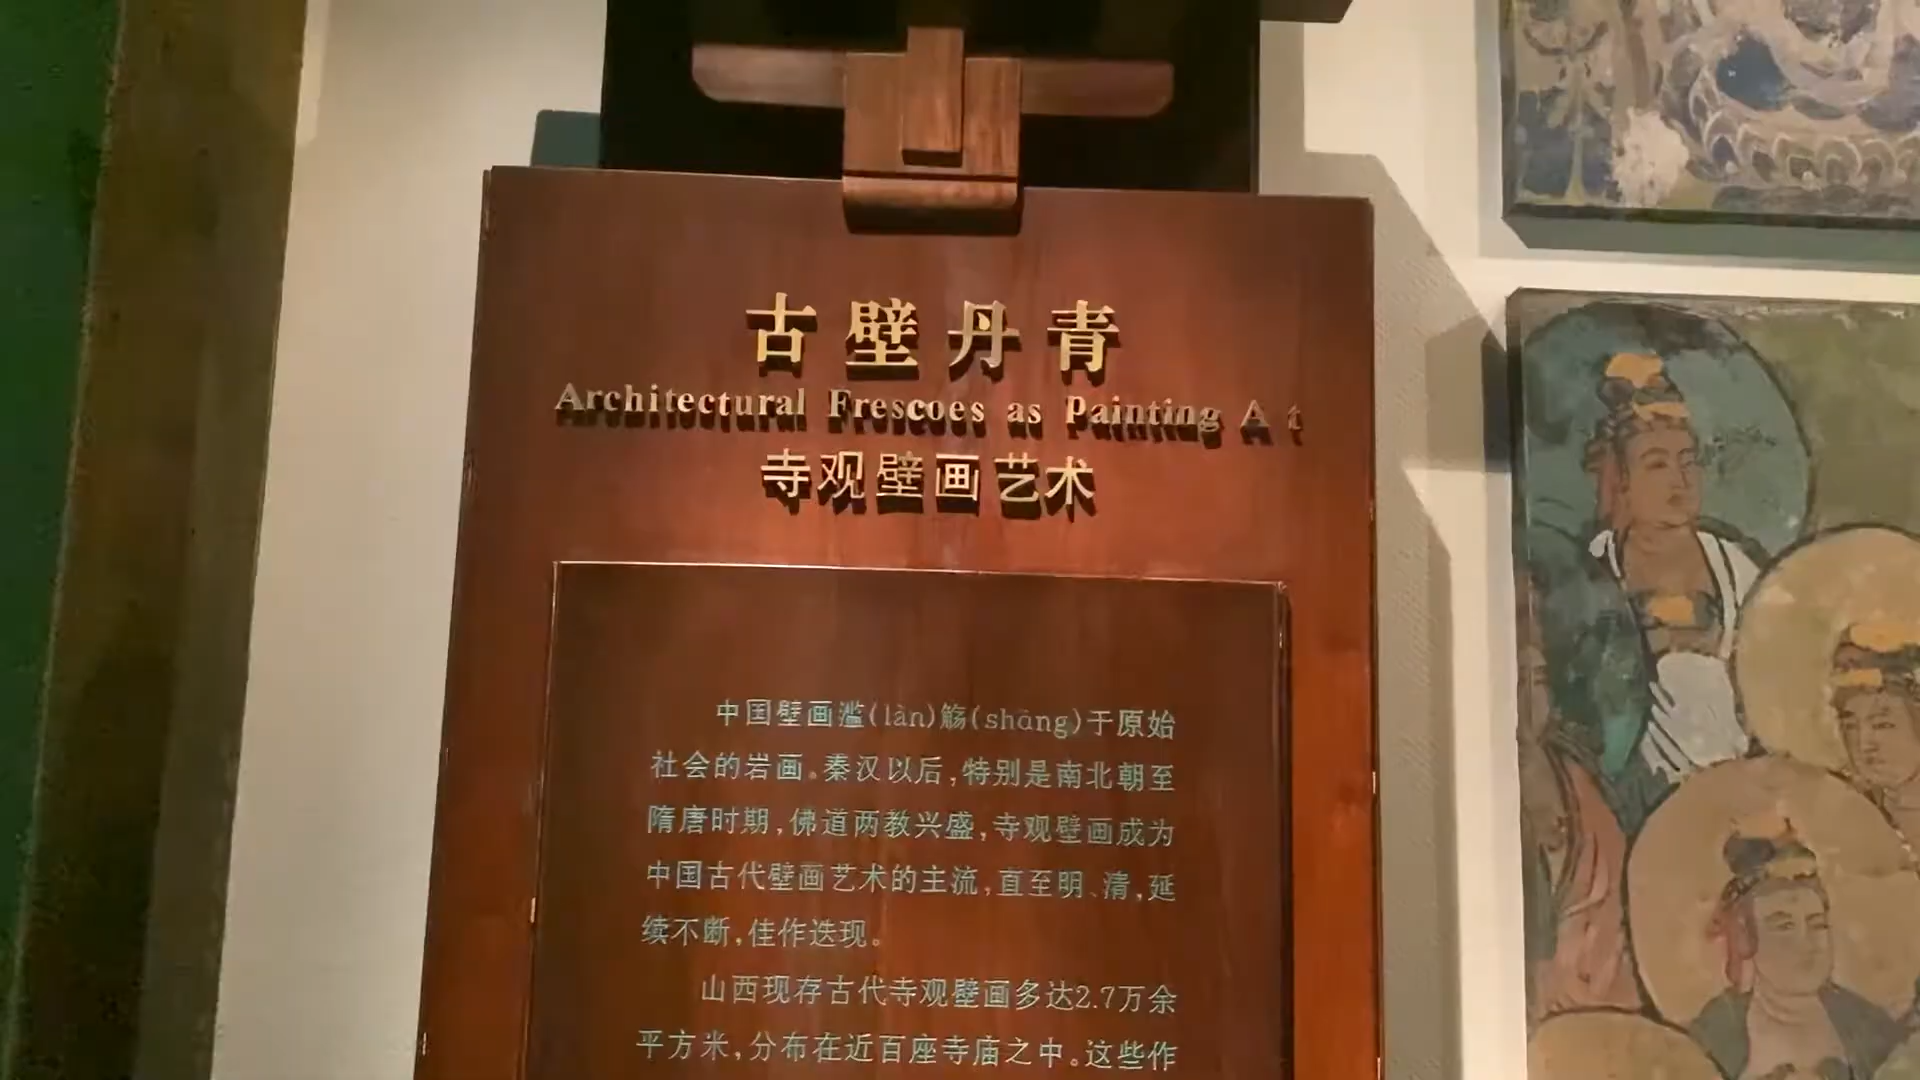 古壁丹青
Architectural Frescoes as Painting A t
寺观壁画艺术
中国壁画滥(làn)觞(shāng)于原始
社会的岩画。秦汉以后,特别是南北朝至
隋唐时期,佛道两教兴盛,寺观壁画成为
中国古代壁画艺术的主流,直至明、清,延
续不断,佳作迭现。
山西现存古代寺观壁画多达2.7万余
平方米,分布在近百座寺庙之中。这些作